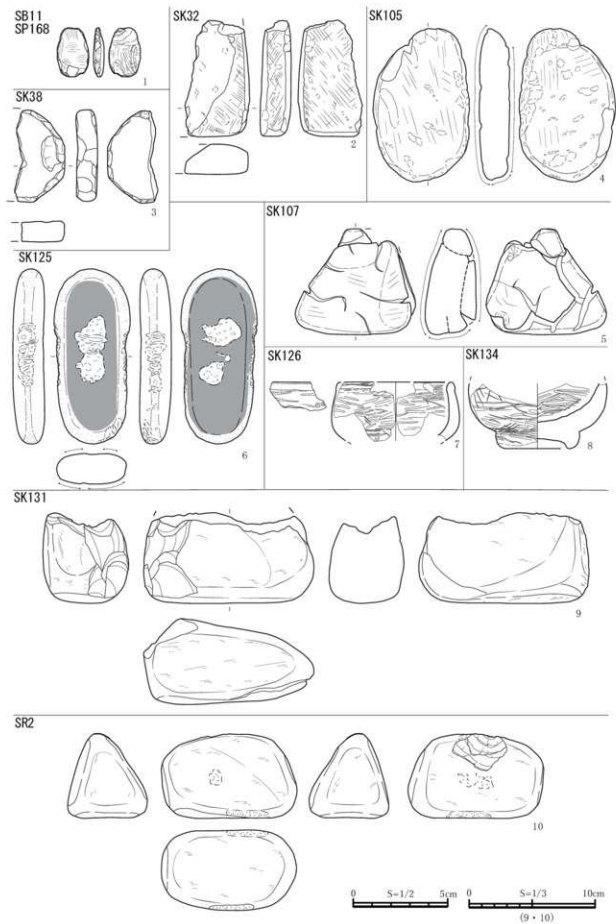 SB11
SP168
1
SK32
2
SK105
4
SK38
3
SK107
5
SK125
6
SK126
7
SK134
8
SK131
9
SR2
10
0 S=1/2 5cm
0 S=1/3 10cm
(9・10)